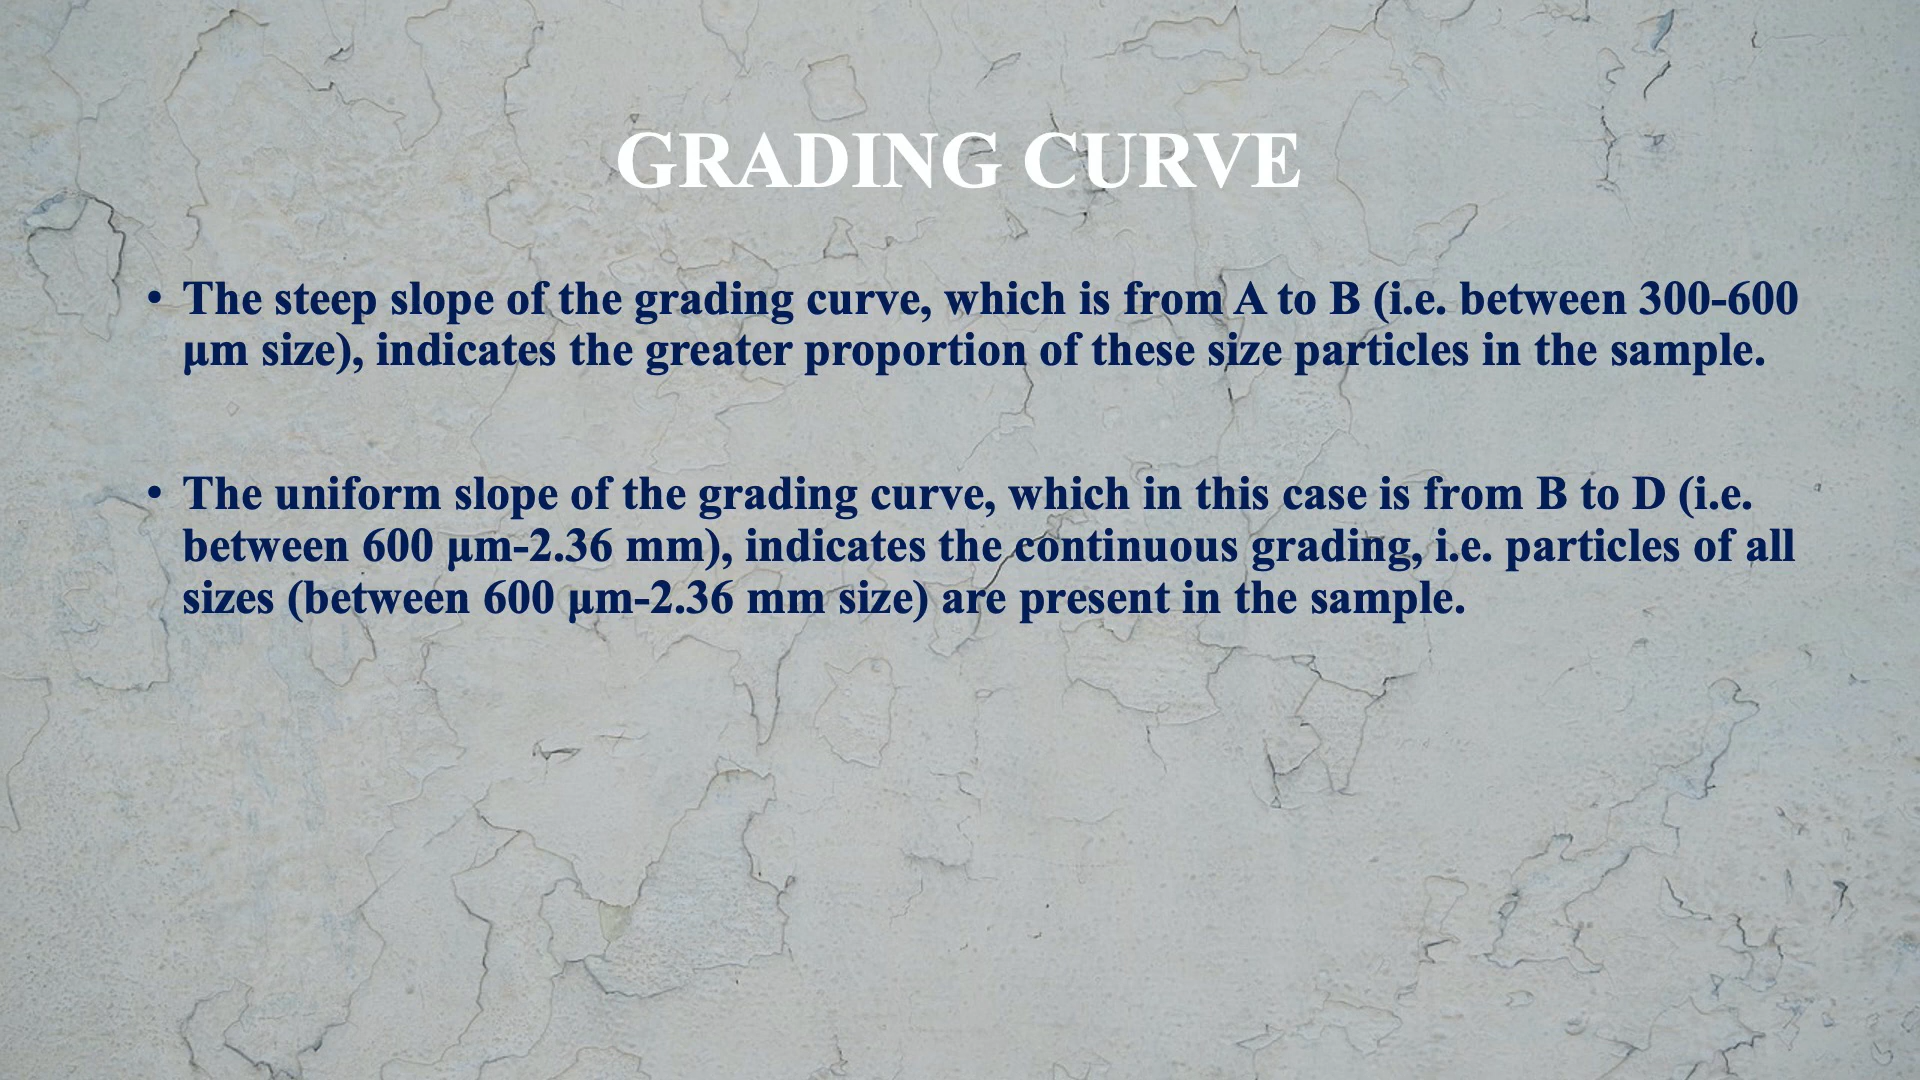 GRADING CURVE
• The steep slope of the grading curve, which is from A to B (i.e. between 300-600
µm size), indicates the greater proportion of these size particles in the sample.
• The uniform slope of the grading curve, which in this case is from B to D (i.e.
between 600 µm-2.36 mm), indicates the continuous grading, i.e. particles of all
sizes (between 600 µm-2.36 mm size) are present in the sample.